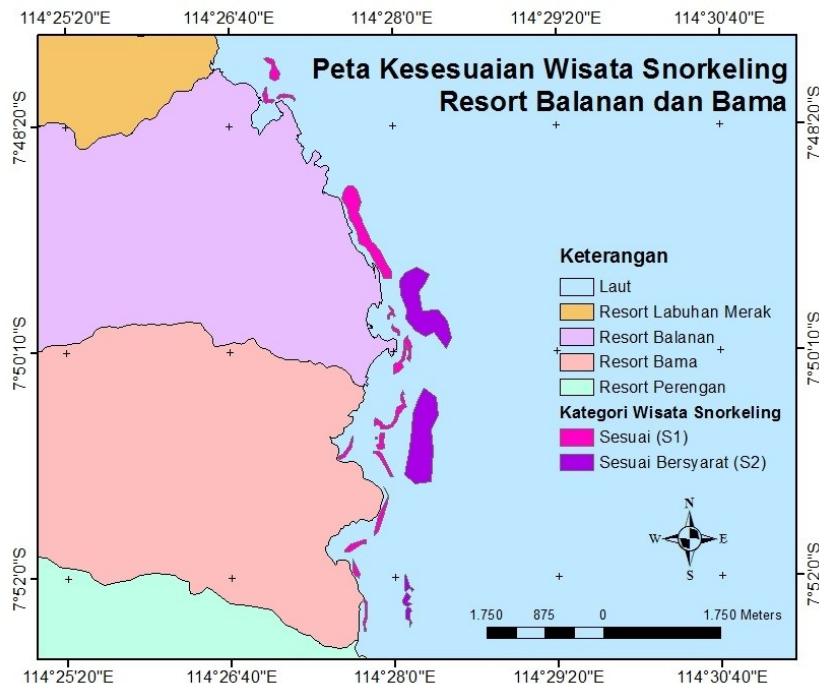 114°25'20"E 114°26'40"E 114°28'0"E 114°29'20"E 114°30'40"E
Peta Kesesuaian Wisata Snorkeling
Resort Balanan dan Bama
7°48'20"S 7°48'20"S
Keterangan
Laut
Resort Labuhan Merak
Resort Balanan
Resort Bama
Resort Perengan
Kategori Wisata Snorkeling
Sesuai (S1)
Sesuai Bersyarat (S2)
7°50'10"S 7°50'10"S
N
W E
S
7°52'0"S 7°52'0"S
1.750 875 0 1.750 Meters
114°25'20"E 114°26'40"E 114°28'0"E 114°29'20"E 114°30'40"E